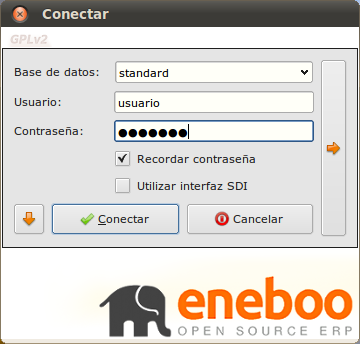 Conectar
GPLv2
Base de datos: standard
Usuario: usuario
Contraseña: ●●●●●●●
Recordar contraseña
Utilizar interfaz SDI
Conectar Cancelar
eneboo
OPEN SOURCE ERP